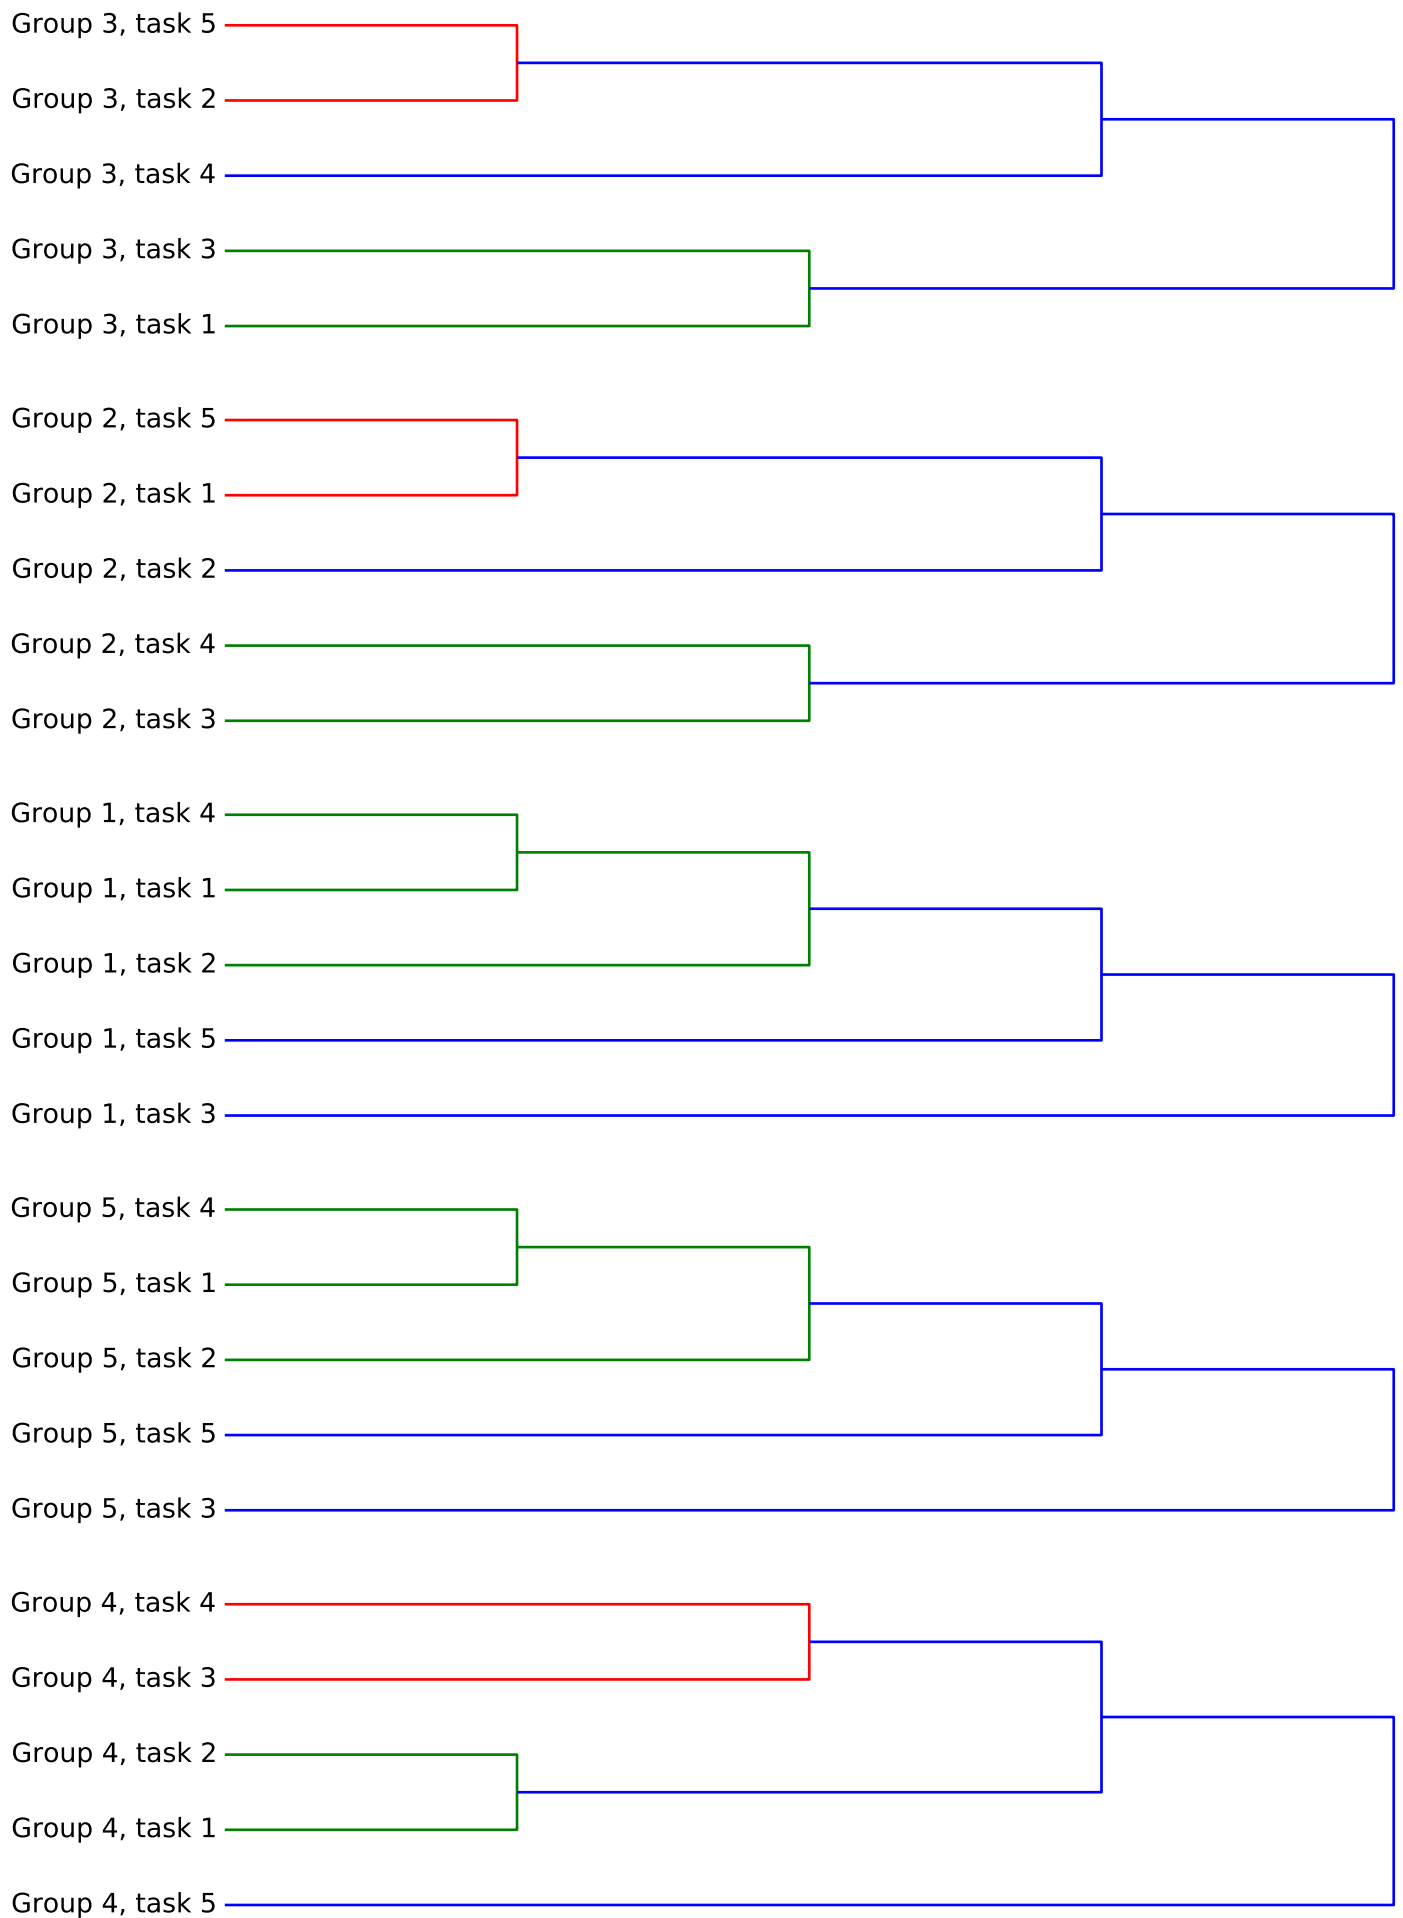 Group 3, task 5
Group 3, task 2
Group 3, task 4
Group 3, task 3
Group 3, task 1
Group 2, task 5
Group 2, task 1
Group 2, task 2
Group 2, task 4
Group 2, task 3
Group 1, task 4
Group 1, task 1
Group 1, task 2
Group 1, task 5
Group 1, task 3
Group 5, task 4
Group 5, task 1
Group 5, task 2
Group 5, task 5
Group 5, task 3
Group 4, task 4
Group 4, task 3
Group 4, task 2
Group 4, task 1
Group 4, task 5